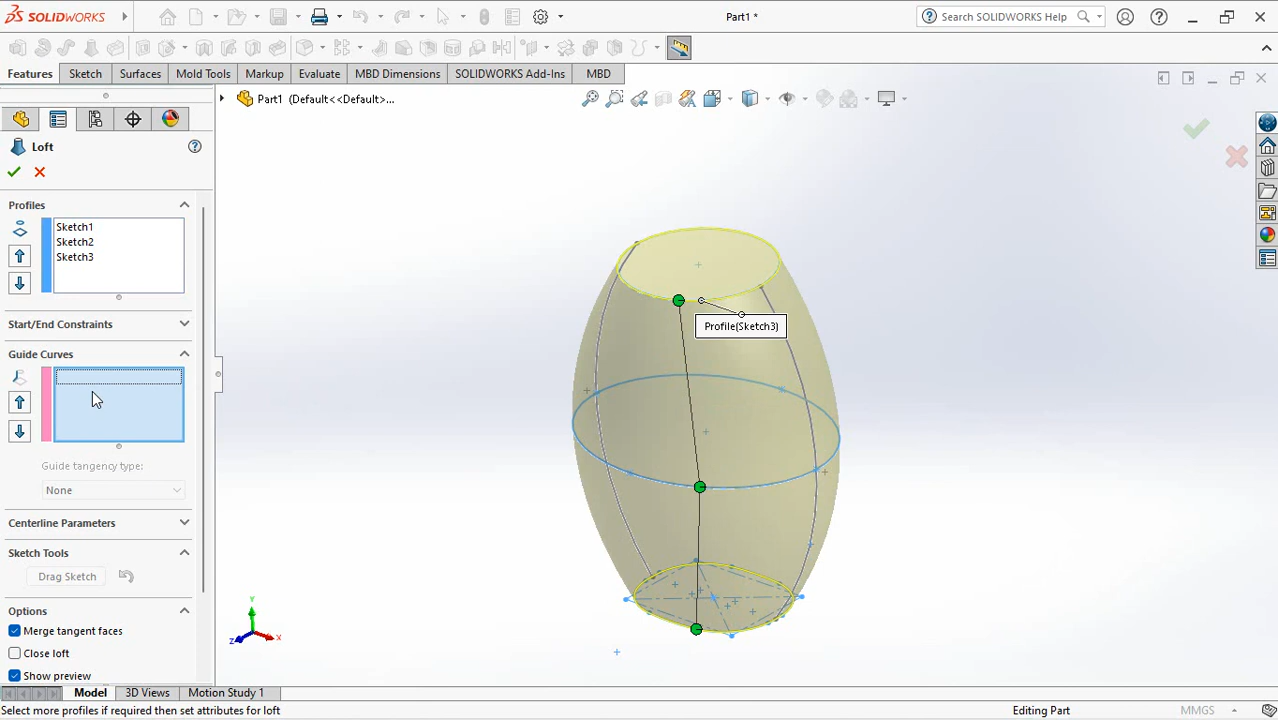 SOLIDWORKS
Part1 *
Search SOLIDWORKS Help
Features
Sketch
Surfaces
Mold Tools
Markup
Evaluate
MBD Dimensions
SOLIDWORKS Add-Ins
MBD
Part1 (Default<<Default>...
Loft
Profiles
Sketch1
Sketch2
Sketch3
Start/End Constraints
Guide Curves
Guide tangency type:
None
Centerline Parameters
Sketch Tools
Drag Sketch
Options
Merge tangent faces
Close loft
Show preview
Profile(Sketch3)
Y
Z
X
Model
3D Views
Motion Study 1
Select more profiles if required then set attributes for loft
Editing Part
MMGS